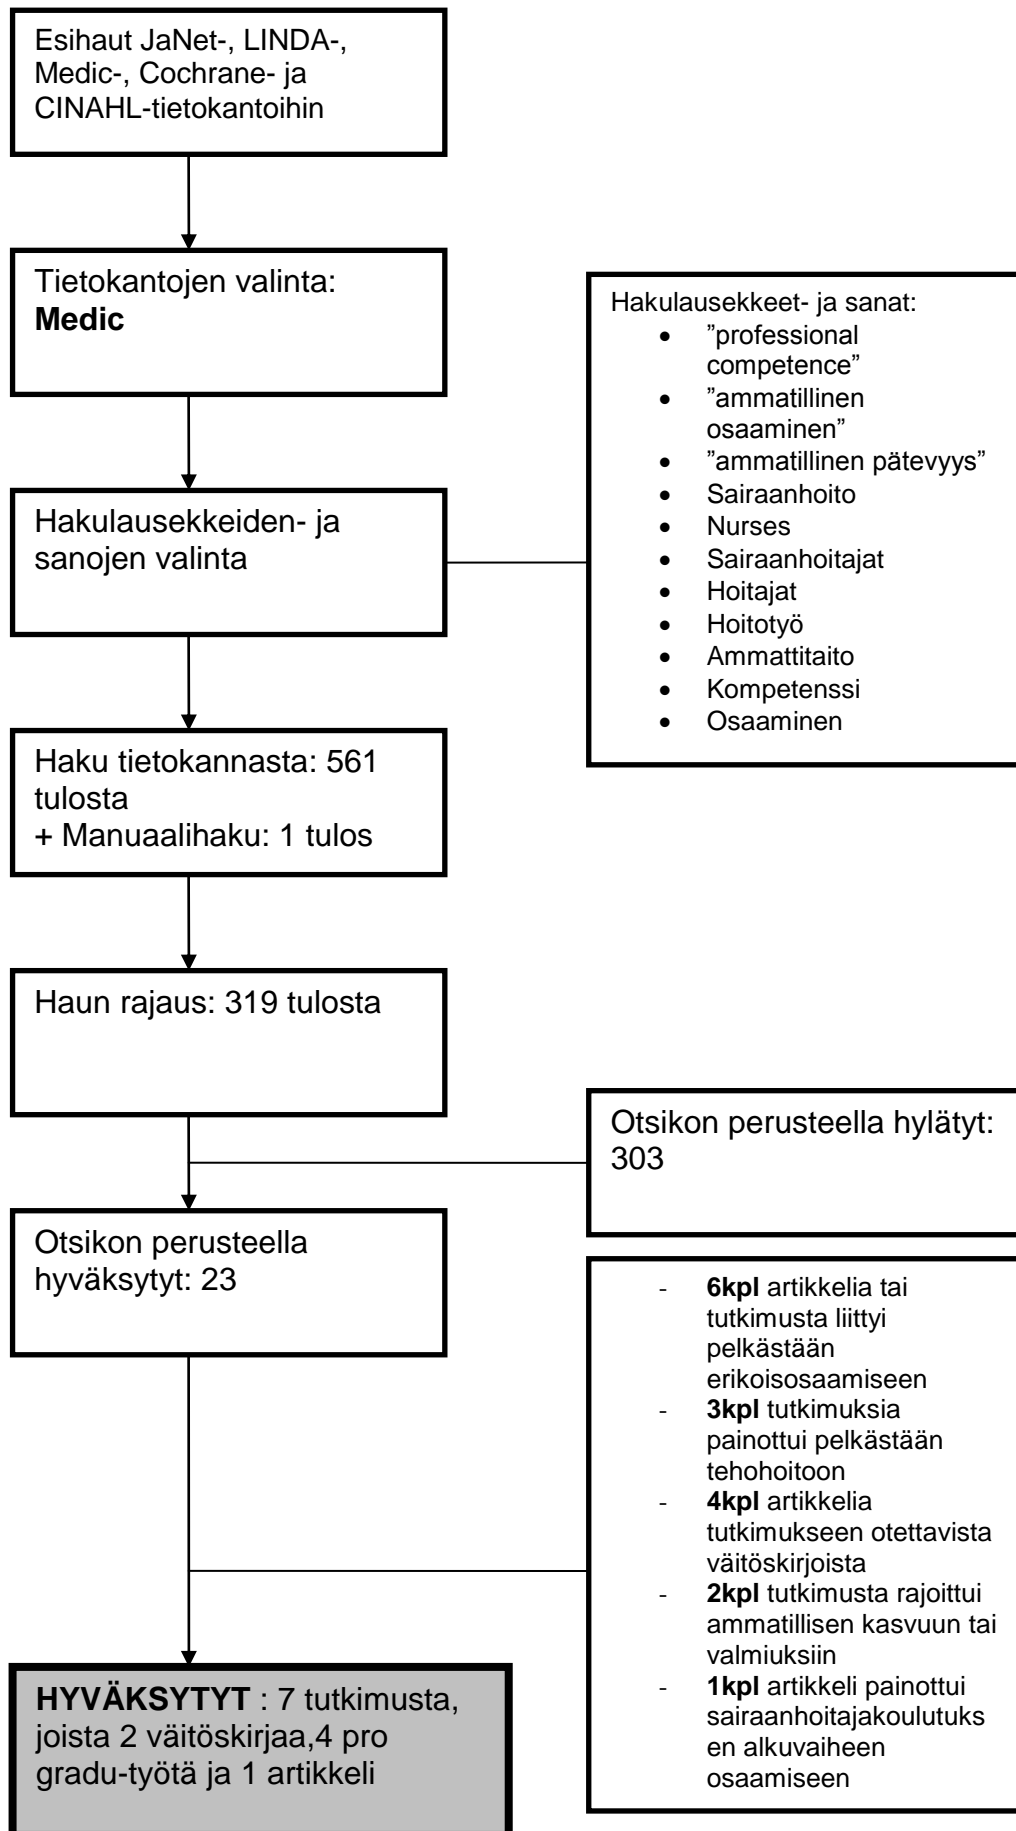 Esihaut JaNet-, LINDA-,
Medic-, Cochrane- ja
CINAHL-tietokantoihin
Tietokantojen valinta:
Medic
Hakulausekkeiden- ja
sanojen valinta
Hakulausekkeet- ja sanat:
• ”professional
competence”
• ”ammatillinen
osaaminen”
• ”ammatillinen pätevyys”
• Sairaanhoito
• Nurses
• Sairaanhoitajat
• Hoitajat
• Hoitotyö
• Ammattitaito
• Kompetenssi
• Osaaminen
Haku tietokannasta: 561
tulosta
+ Manuaalihaku: 1 tulos
Haun rajaus: 319 tulosta
Otsikon perusteella hylätyt:
303
Otsikon perusteella
hyväksytyt: 23
- 6kpl artikkelia tai
tutkimusta liittyi
pelkästään
erikoisosaamiseen
- 3kpl tutkimuksia
painottui pelkästään
tehohoitoon
- 4kpl artikkelia
tutkimukseen otettavista
väitöskirjoista
- 2kpl tutkimusta rajoittui
ammatillisen kasvuun tai
valmiuksiin
- 1kpl artikkeli painottui
sairaanhoitajakoulutuks
en alkuvaiheen
osaamiseen
HYVÄKSYTYT : 7 tutkimusta,
joista 2 väitöskirjaa,4 pro
gradu-työtä ja 1 artikkeli